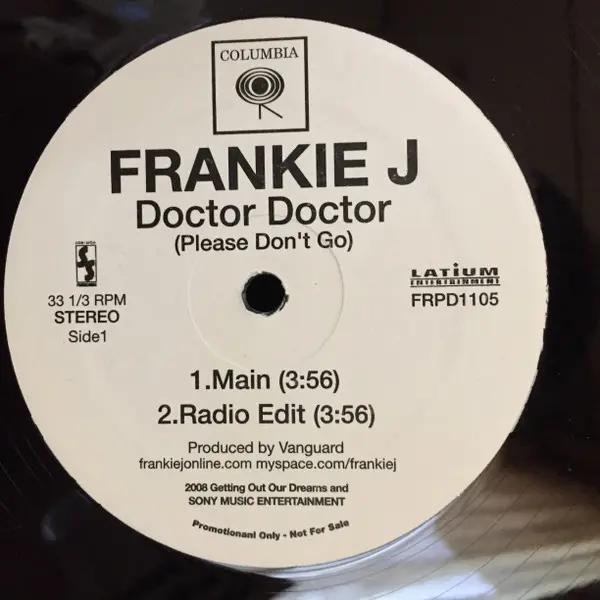 COLUMBIA
FRANKIE J
Doctor Doctor
(Please Don't Go)
33 1/3 RPM
STEREO
Side1
LATiUM
ENTERTAINMENT
FRPD1105
1.Main (3:56)
2.Radio Edit (3:56)
Produced by Vanguard
frankiejonline.com myspace.com/frankiej
2008 Getting Out Our Dreams and
SONY MUSIC ENTERTAINMENT
Promotionanl Only - Not For Sale